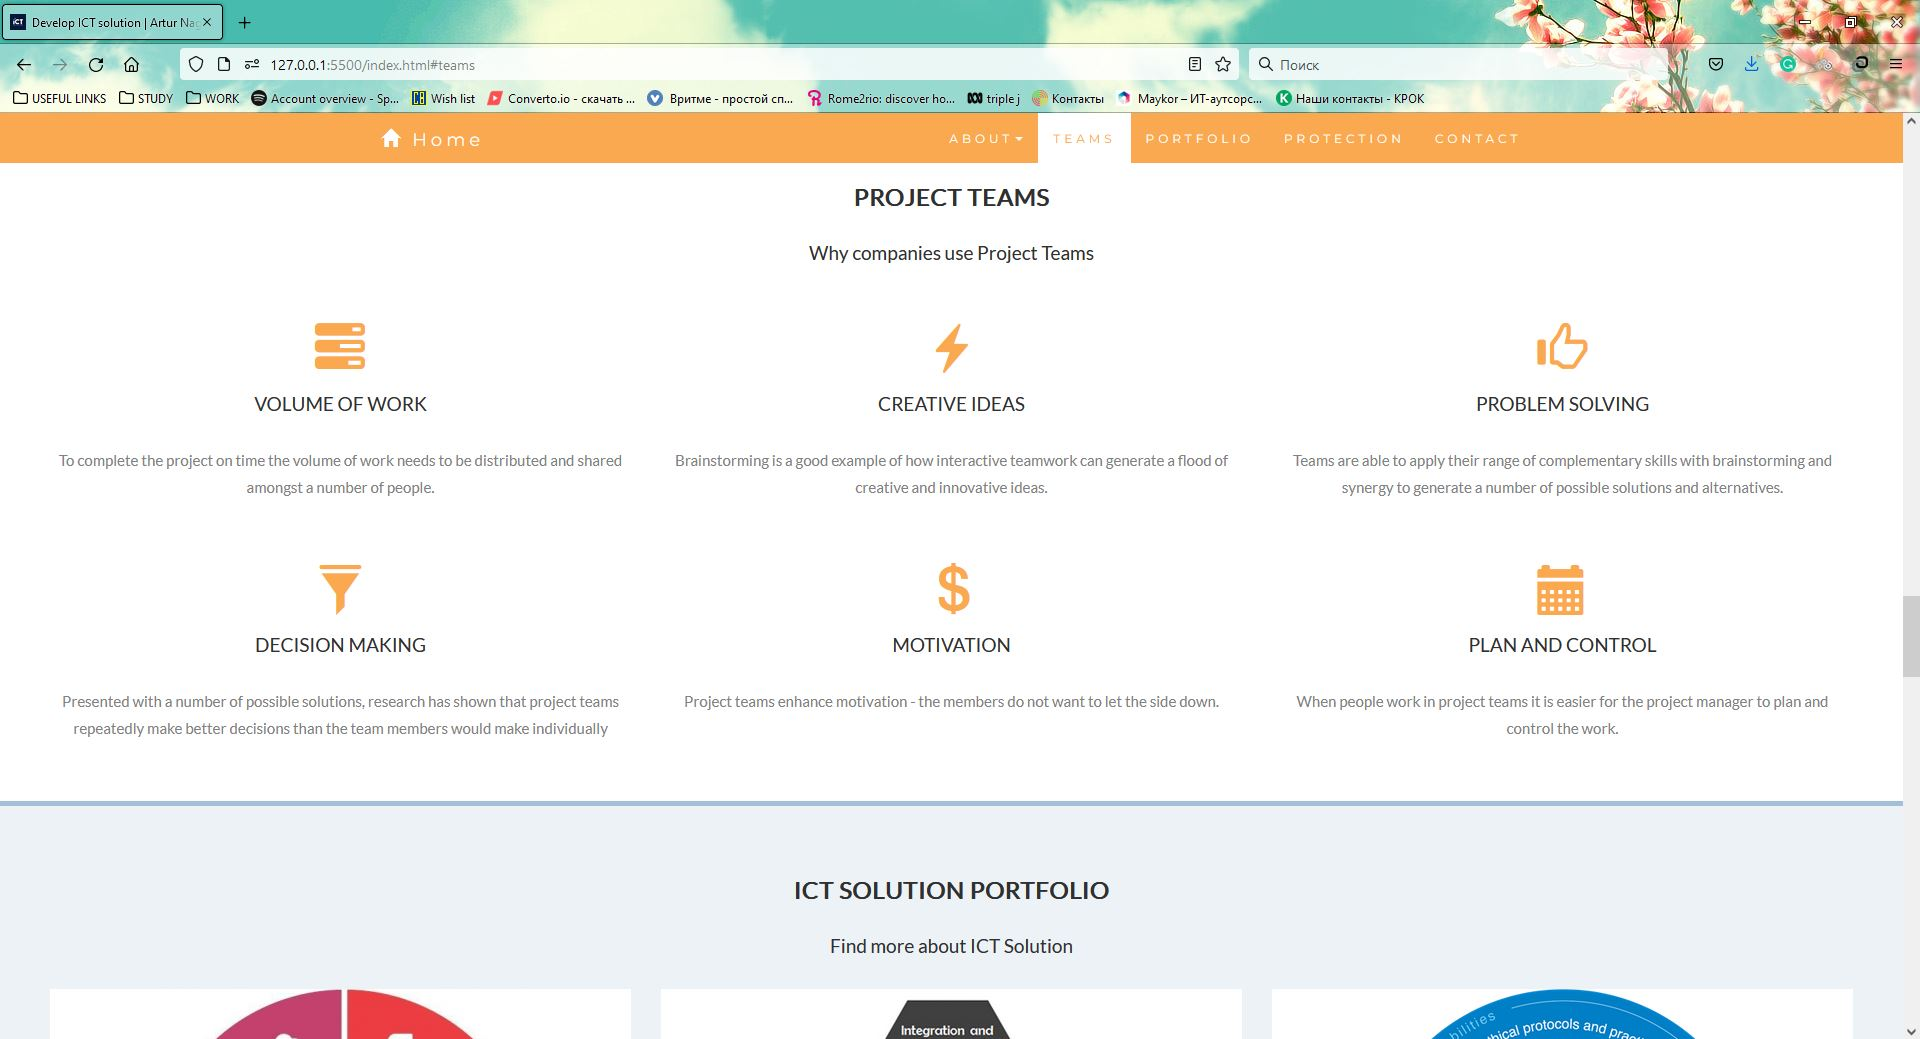 Develop ICT solution | Artur Nag
127.0.0.1:5500/index.html#teams
Поиск
USEFUL LINKS
STUDY
WORK
Account overview - Sp...
Wish list
Converto.io - скачать ...
Вритме - простой сп...
Rome2rio: discover ho...
triple j
Контакты
Maykor – ИТ-аутсорс...
Наши контакты - КРОК
Home
ABOUT
TEAMS
PORTFOLIO
PROTECTION
CONTACT
PROJECT TEAMS
Why companies use Project Teams
VOLUME OF WORK
To complete the project on time the volume of work needs to be distributed and shared
amongst a number of people.
CREATIVE IDEAS
Brainstorming is a good example of how interactive teamwork can generate a flood of
creative and innovative ideas.
PROBLEM SOLVING
Teams are able to apply their range of complementary skills with brainstorming and
synergy to generate a number of possible solutions and alternatives.
DECISION MAKING
Presented with a number of possible solutions, research has shown that project teams
repeatedly make better decisions than the team members would make individually
MOTIVATION
Project teams enhance motivation - the members do not want to let the side down.
PLAN AND CONTROL
When people work in project teams it is easier for the project manager to plan and
control the work.
ICT SOLUTION PORTFOLIO
Find more about ICT Solution
Integration and
bilities
thical protocols and prac